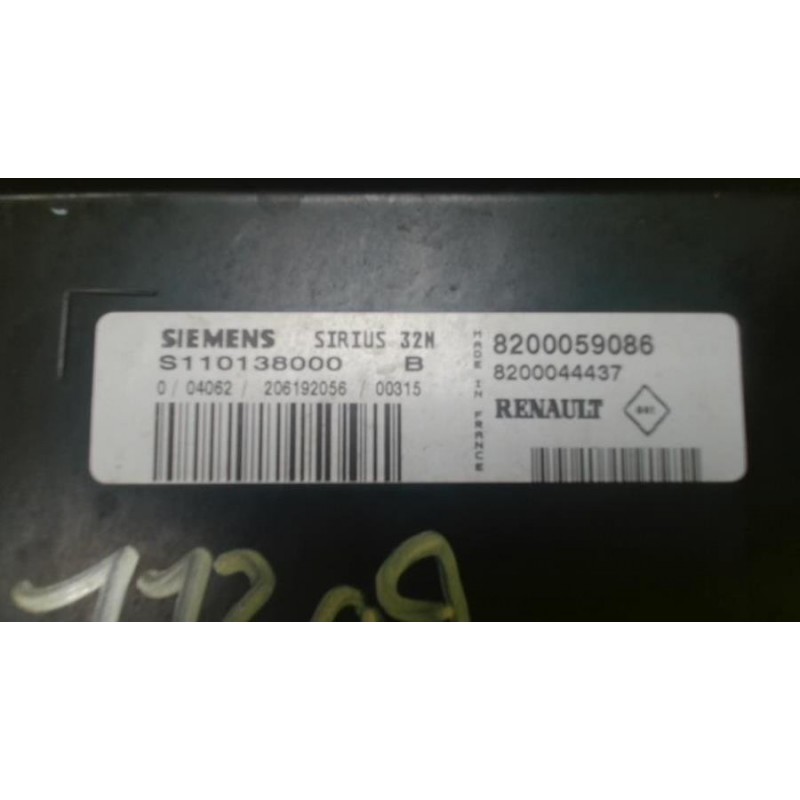 SIEMENS SIRIUS 32N
S110138000 B
0 / 04062 / 206192056 / 00315
MADE IN FRANCE
8200059086
8200044437
RENAULT